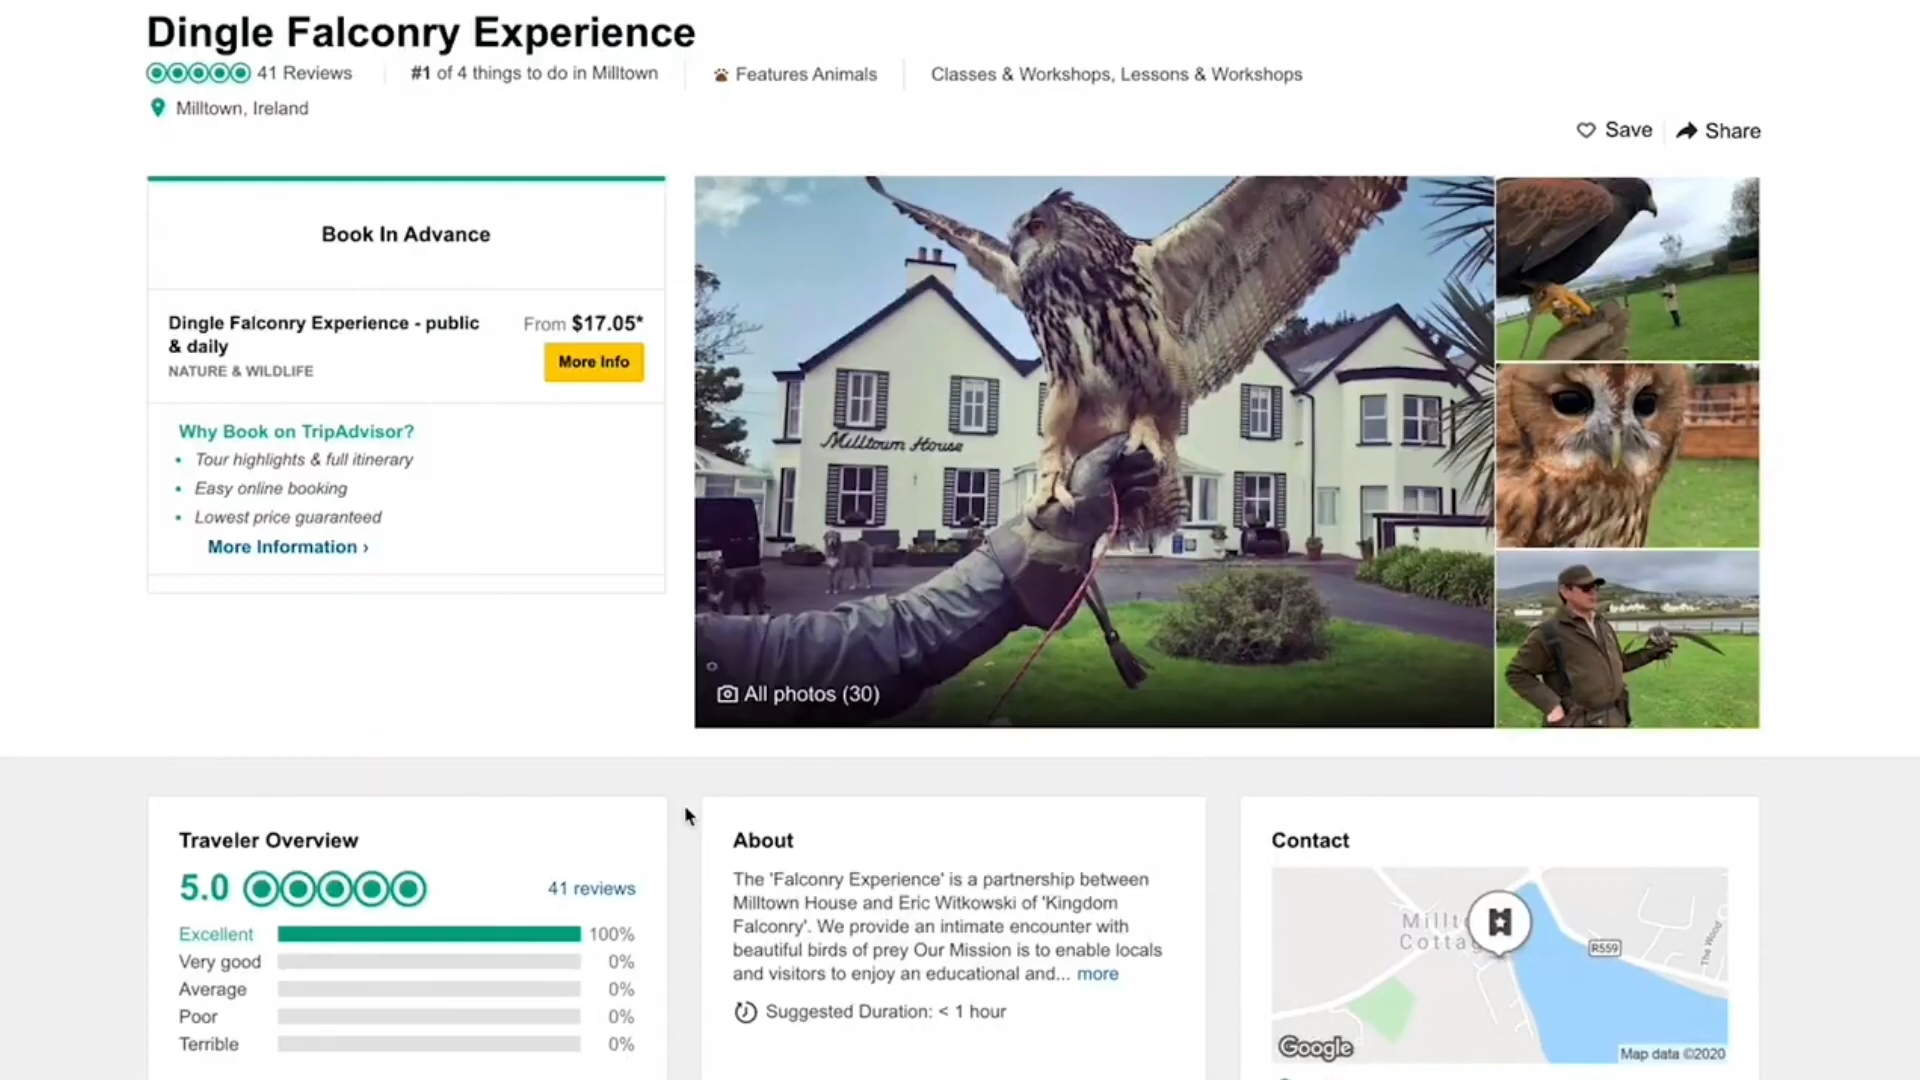 Dingle Falconry Experience
41 Reviews
#1 of 4 things to do in Milltown
Features Animals
Classes & Workshops, Lessons & Workshops
Milltown, Ireland
Save
Share
Book In Advance
Dingle Falconry Experience - public
& daily
From $17.05*
NATURE & WILDLIFE
More Info
Why Book on TripAdvisor?
• Tour highlights & full itinerary
• Easy online booking
• Lowest price guaranteed
More Information ›
Milltown House
All photos (30)
Traveler Overview
5.0
41 reviews
Excellent 100%
Very good 0%
Average 0%
Poor 0%
Terrible 0%
About
The 'Falconry Experience' is a partnership between
Milltown House and Eric Witkowski of 'Kingdom
Falconry'. We provide an intimate encounter with
beautiful birds of prey Our Mission is to enable locals
and visitors to enjoy an educational and... more
Suggested Duration: < 1 hour
Contact
R559
The Wood
Google
Map data ©2020